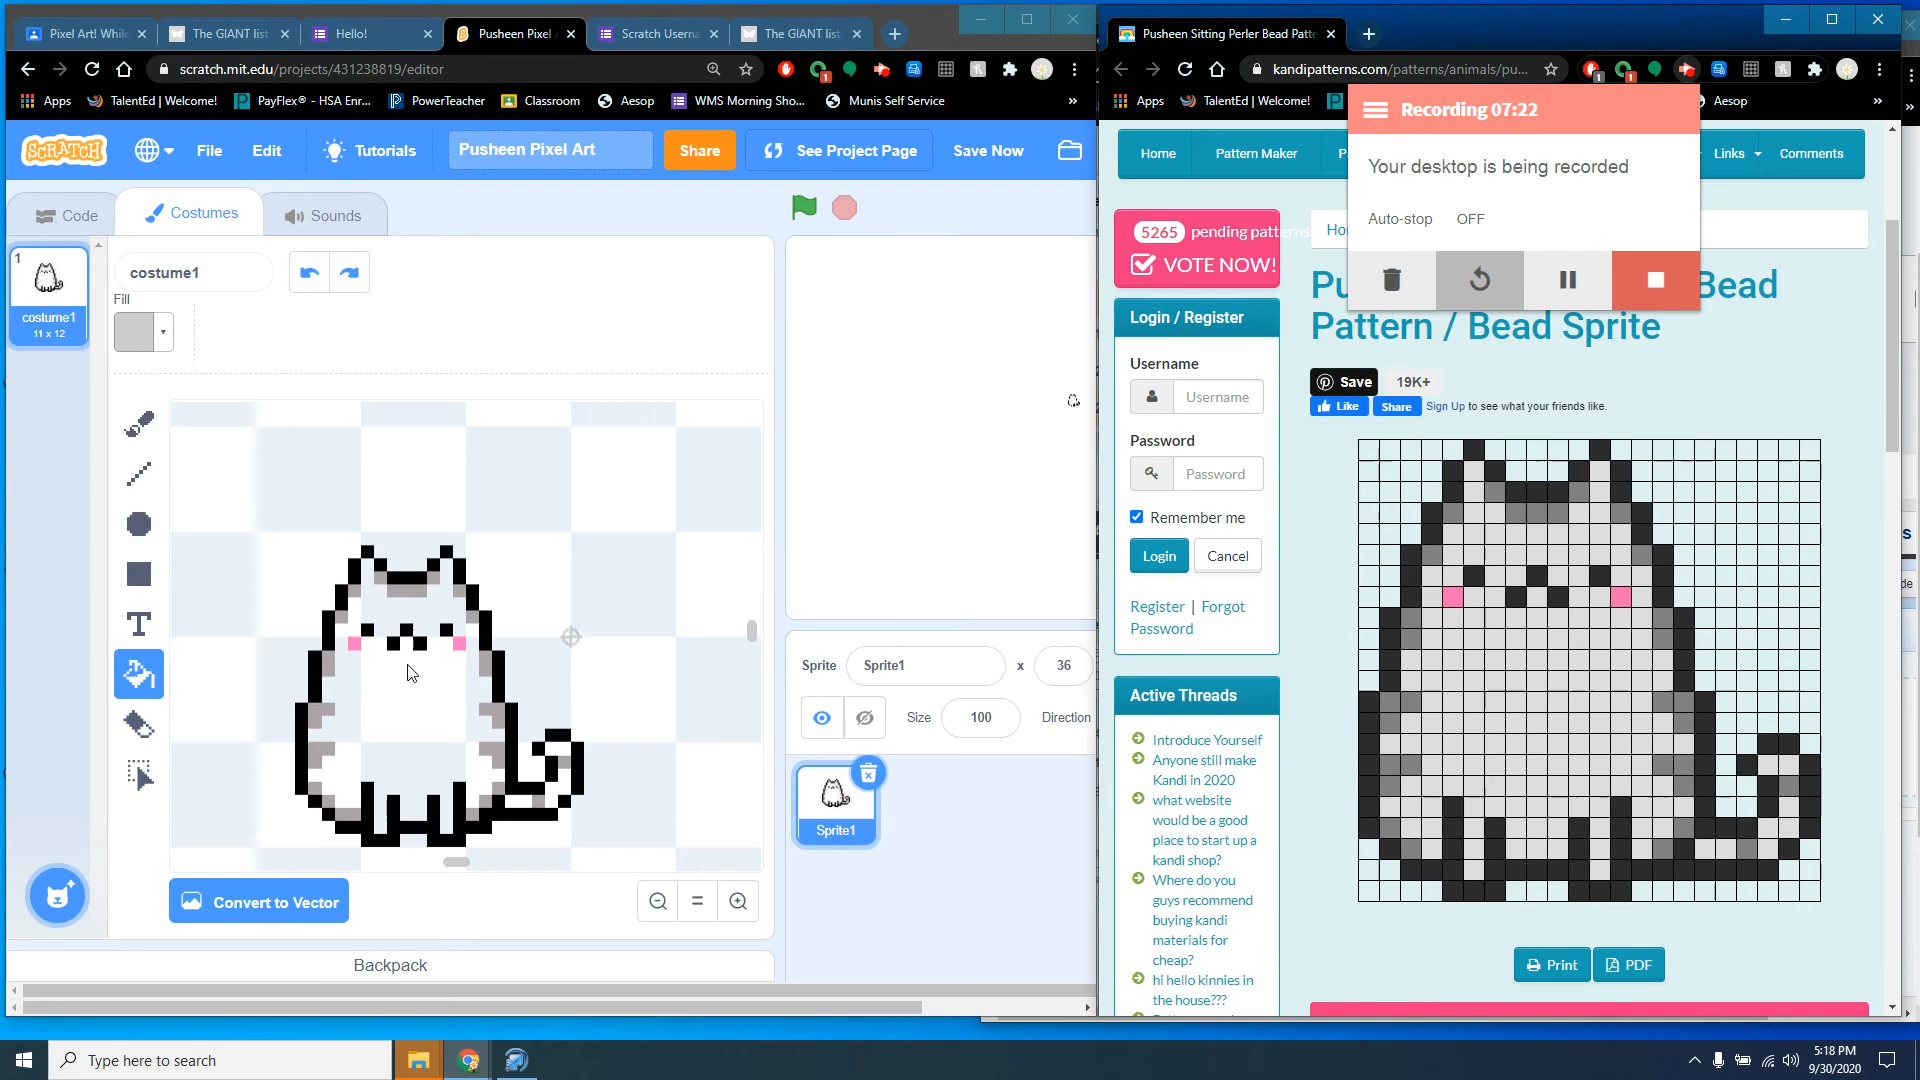 Pixel Art! While
The GIANT list
Hello!
Pusheen Pixel
Scratch Userna
The GIANT list
scratch.mit.edu/projects/431238819/editor
1
Apps
TalentEd | Welcome!
PayFlex® - HSA Enr...
PowerTeacher
Classroom
Aesop
WMS Morning Sho...
Munis Self Service
»
SCRATCH
File
Edit
Tutorials
Pusheen Pixel Art
Share
See Project Page
Save Now
Code
Costumes
Sounds
1
costume1
11 x 12
costume1
Fill
T
Convert to Vector
Backpack
Sprite
Sprite1
x
36
Size
100
Direction
Sprite1
Pusheen Sitting Perler Bead Patte
kandipatterns.com/patterns/animals/pu...
1
1
Apps
TalentEd | Welcome!
Aesop
»
Recording 07:22
Your desktop is being recorded
Auto-stop
OFF
Home
Pattern Maker
P
Links
Comments
5265 pending patterns
VOTE NOW!
Login / Register
Username
Username
Password
Password
Remember me
Login
Cancel
Register | Forgot
Password
Active Threads
Introduce Yourself
Anyone still make
Kandi in 2020
what website
would be a good
place to start up a
kandi shop?
Where do you
guys recommend
buying kandi
materials for
cheap?
hi hello kinnies in
the house???
Bead
Pattern / Bead Sprite
Save
19K+
Like
Share
Sign Up to see what your friends like.
Print
PDF
Type here to search
5:18 PM
9/30/2020